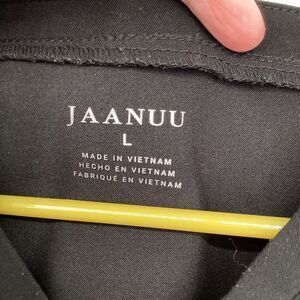 JAANUU
L
MADE IN VIETNAM
HECHO EN VIETNAM
FABRIQUÉ EN VIETNAM